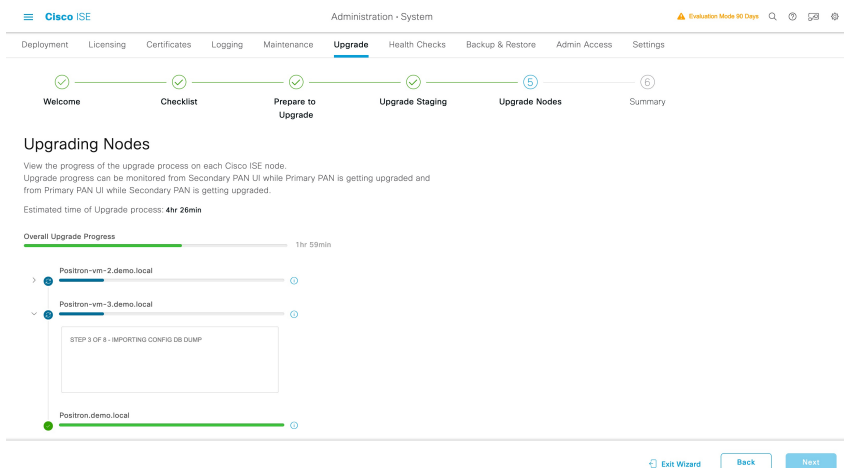 Cisco ISE
Administration · System
Evaluation Mode 90 Days
Deployment Licensing Certificates Logging Maintenance Upgrade Health Checks Backup & Restore Admin Access Settings
5 6
Welcome Checklist Prepare to Upgrade Staging Upgrade Nodes Summary
Upgrade
Upgrading Nodes
View the progress of the upgrade process on each Cisco ISE node.
Upgrade progress can be monitored from Secondary PAN UI while Primary PAN is getting upgraded and
from Primary PAN UI while Secondary PAN is getting upgraded.
Estimated time of Upgrade process: 4hr 26min
Overall Upgrade Progress
1hr 59min
Positron-vm-2.demo.local
Positron-vm-3.demo.local
STEP 3 OF 8 - IMPORTING CONFIG DB DUMP
Positron.demo.local
Exit Wizard Back Next